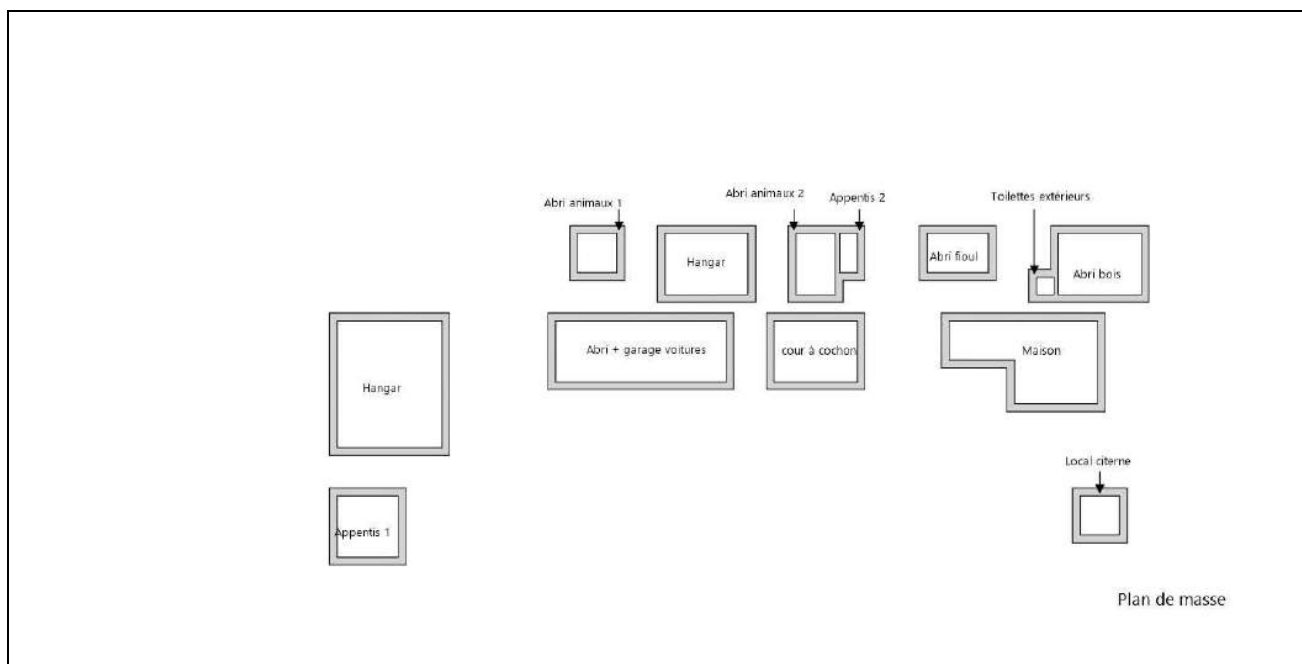 Abri animaux 1
Abri animaux 2
Appentis 2
Toilettes extérieurs
Hangar
Abri fioul
Abri bois
Abri + garage voitures
cour à cochon
Maison
Hangar
Local citerne
Appentis 1
Plan de masse